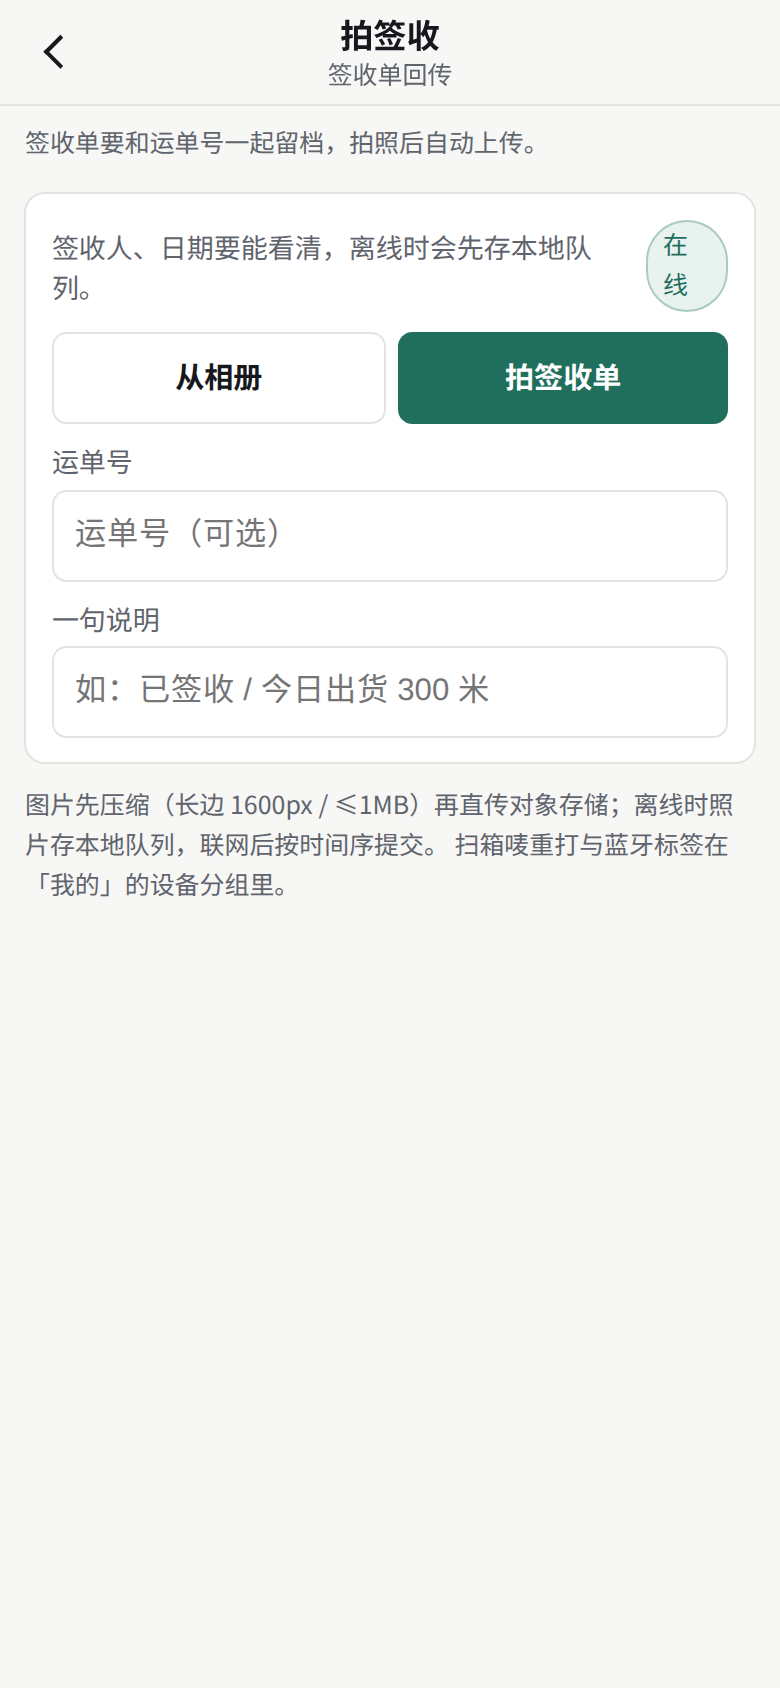 拍签收
签收单回传
签收单要和运单号一起留档，拍照后自动上传。
签收人、日期要能看清，离线时会先存本地队
列。
在
线
从相册
拍签收单
运单号
运单号（可选）
一句说明
如：已签收 / 今日出货 300 米
图片先压缩（长边 1600px / ≤1MB）再直传对象存储；离线时照
片存本地队列，联网后按时间序提交。 扫箱唛重打与蓝牙标签在
「我的」的设备分组里。